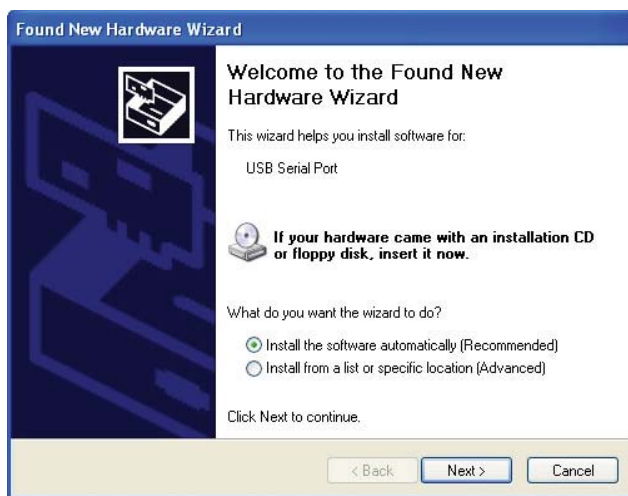 Found New Hardware Wizard
Welcome to the Found New
Hardware Wizard
This wizard helps you install software for:
USB Serial Port
If your hardware came with an installation CD
or floppy disk, insert it now.
What do you want the wizard to do?
Install the software automatically (Recommended)
Install from a list or specific location (Advanced)
Click Next to continue.
< Back Next > Cancel